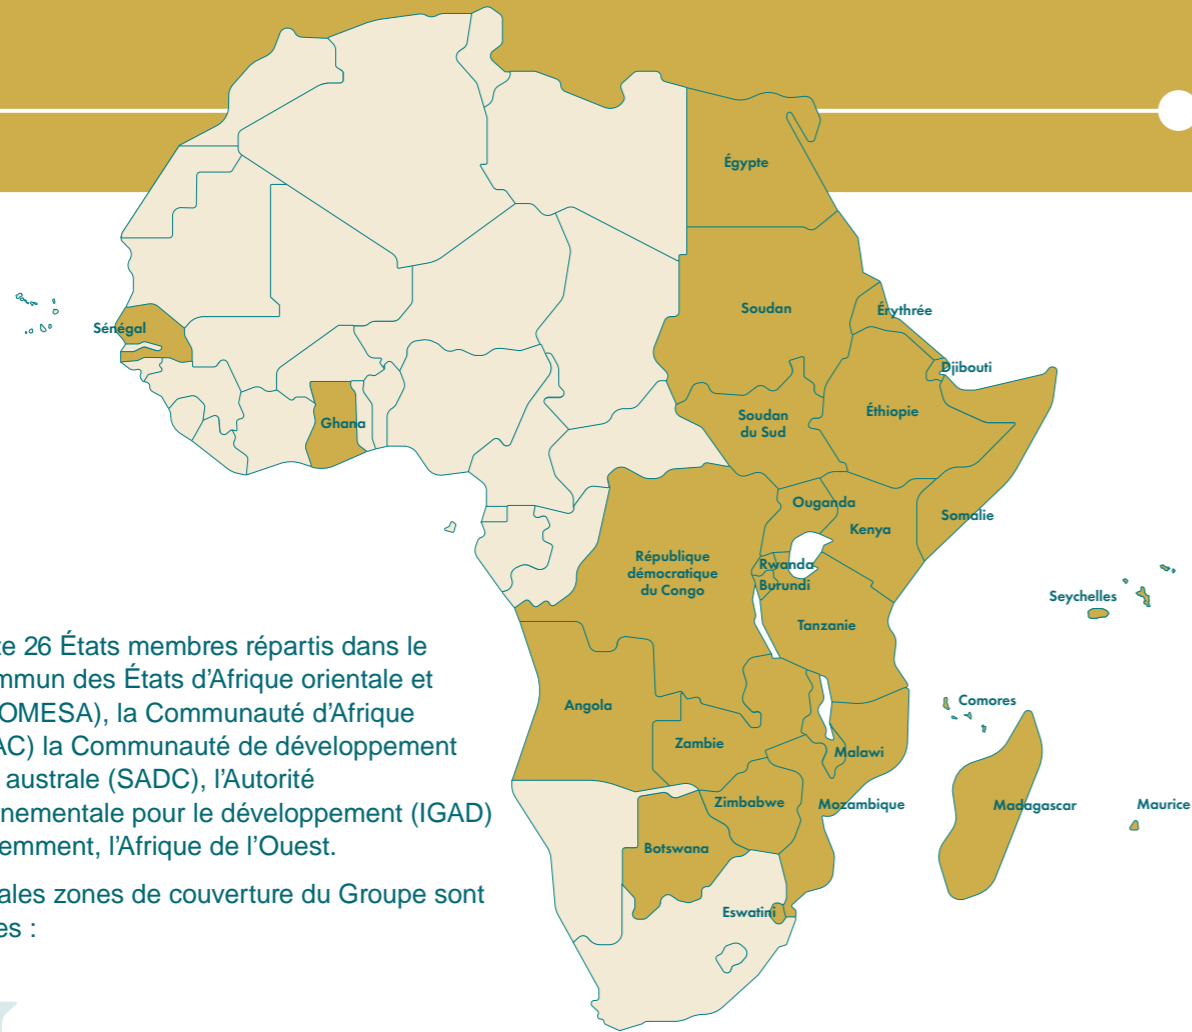 Égypte
Soudan
Érythrée
Sénégal
Djibouti
Éthiopie
Soudan
du Sud
Ghana
Ouganda
Kenya
Somalie
République
démocratique
du Congo
Rwanda
Burundi
Seychelles
Tanzanie
Angola
Comores
Zambie
Malawi
Zimbabwe
Mozambique
Madagascar
Maurice
Botswana
Eswatini
26 États membres répartis dans le
des États d'Afrique orientale et
OMESA), la Communauté d'Afrique
AC) la Communauté de développement
australe (SADC), l'Autorité
nementale pour le développement (IGAD)
emment, l'Afrique de l'Ouest.
ales zones de couverture du Groupe sont
es :